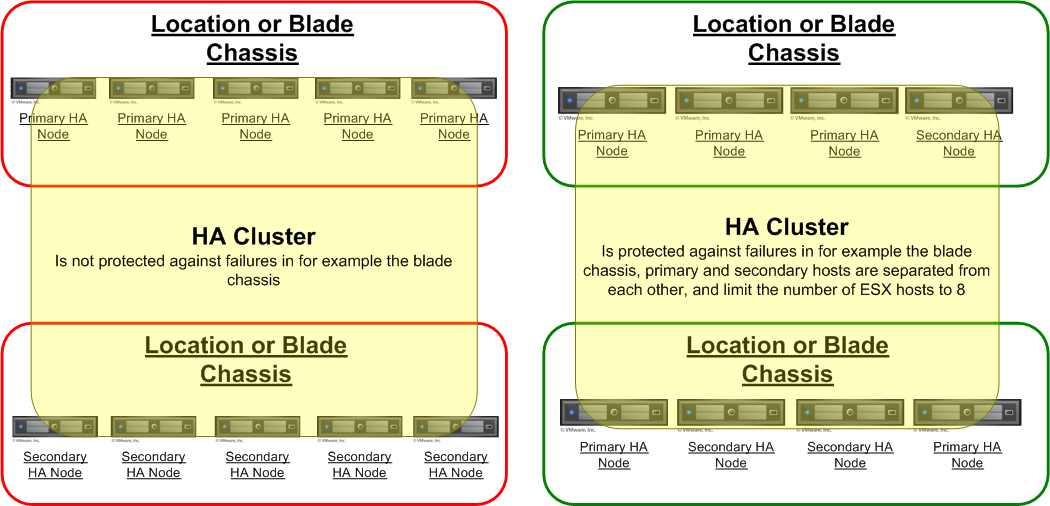 Location or Blade
Chassis
© VMware, Inc.
© VMware, Inc.
© VMware, Inc.
© VMware, Inc.
© VMware, Inc.
Primary HA
Node
Primary HA
Node
Primary HA
Node
Primary HA
Node
Primary HA
Node
HA Cluster
Is not protected against failures in for example the blade
chassis
Location or Blade
Chassis
© VMware, Inc.
© VMware, Inc.
© VMware, Inc.
© VMware, Inc.
© VMware, Inc.
Secondary
HA Node
Secondary
HA Node
Secondary
HA Node
Secondary
HA Node
Secondary
HA Node
Location or Blade
Chassis
© VMware, Inc.
© VMware, Inc.
© VMware, Inc.
© VMware, Inc.
Primary HA
Node
Primary HA
Node
Primary HA
Node
Secondary HA
Node
HA Cluster
Is protected against failures in for example the blade
chassis, primary and secondary hosts are separated from
each other, and limit the number of ESX hosts to 8
Location or Blade
Chassis
© VMware, Inc.
© VMware, Inc.
© VMware, Inc.
© VMware, Inc.
Primary HA
Node
Secondary HA
Node
Secondary HA
Node
Primary HA
Node